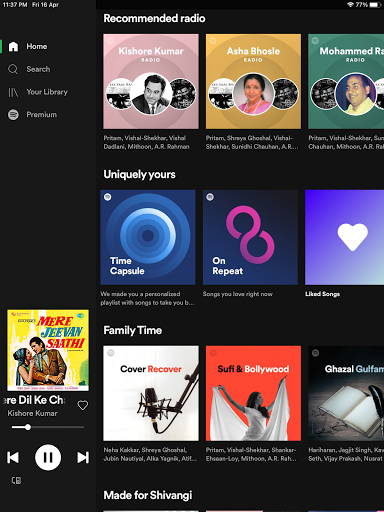 11:37 PM Fri 16 Apr
77%
Home
Search
Your Library
Premium
MERE
JEEVAN
SAATHI
ere Dil Ke Cha
Kishore Kumar
Recommended radio
Kishore Kumar
RADIO
Pritam, Vishal-Shekhar, Vishal
Dadlani, Mithoon, A.R. Rahman
Asha Bhosle
RADIO
Pritam, Shreya Ghoshal, Vishal-
Shekhar, Sunidhi Chauhan, A.R....
Mohammed Ra
RADIO
Pritam, Vishal-Shekhar, Su
Chauhan, Mithoon, A.R. Ra
Uniquely yours
Time
Capsule
We made you a personalized
playlist with songs to take you b...
On
Repeat
Songs you love right now
Liked Songs
Family Time
Cover Recover
Neha Kakkar, Shreya Ghoshal,
Jubin Nautiyal, Alka Yagnik, Atif...
Sufi & Bollywood
Pritam, Vishal-Shekhar, Shankar-
Ehsaan-Loy, Mithoon, A.R. Rah...
Ghazal Gulfam
Hariharan, Jagjit Singh, Kav
Seth, Vijay Prakash, Nusrat
Made for Shivangi